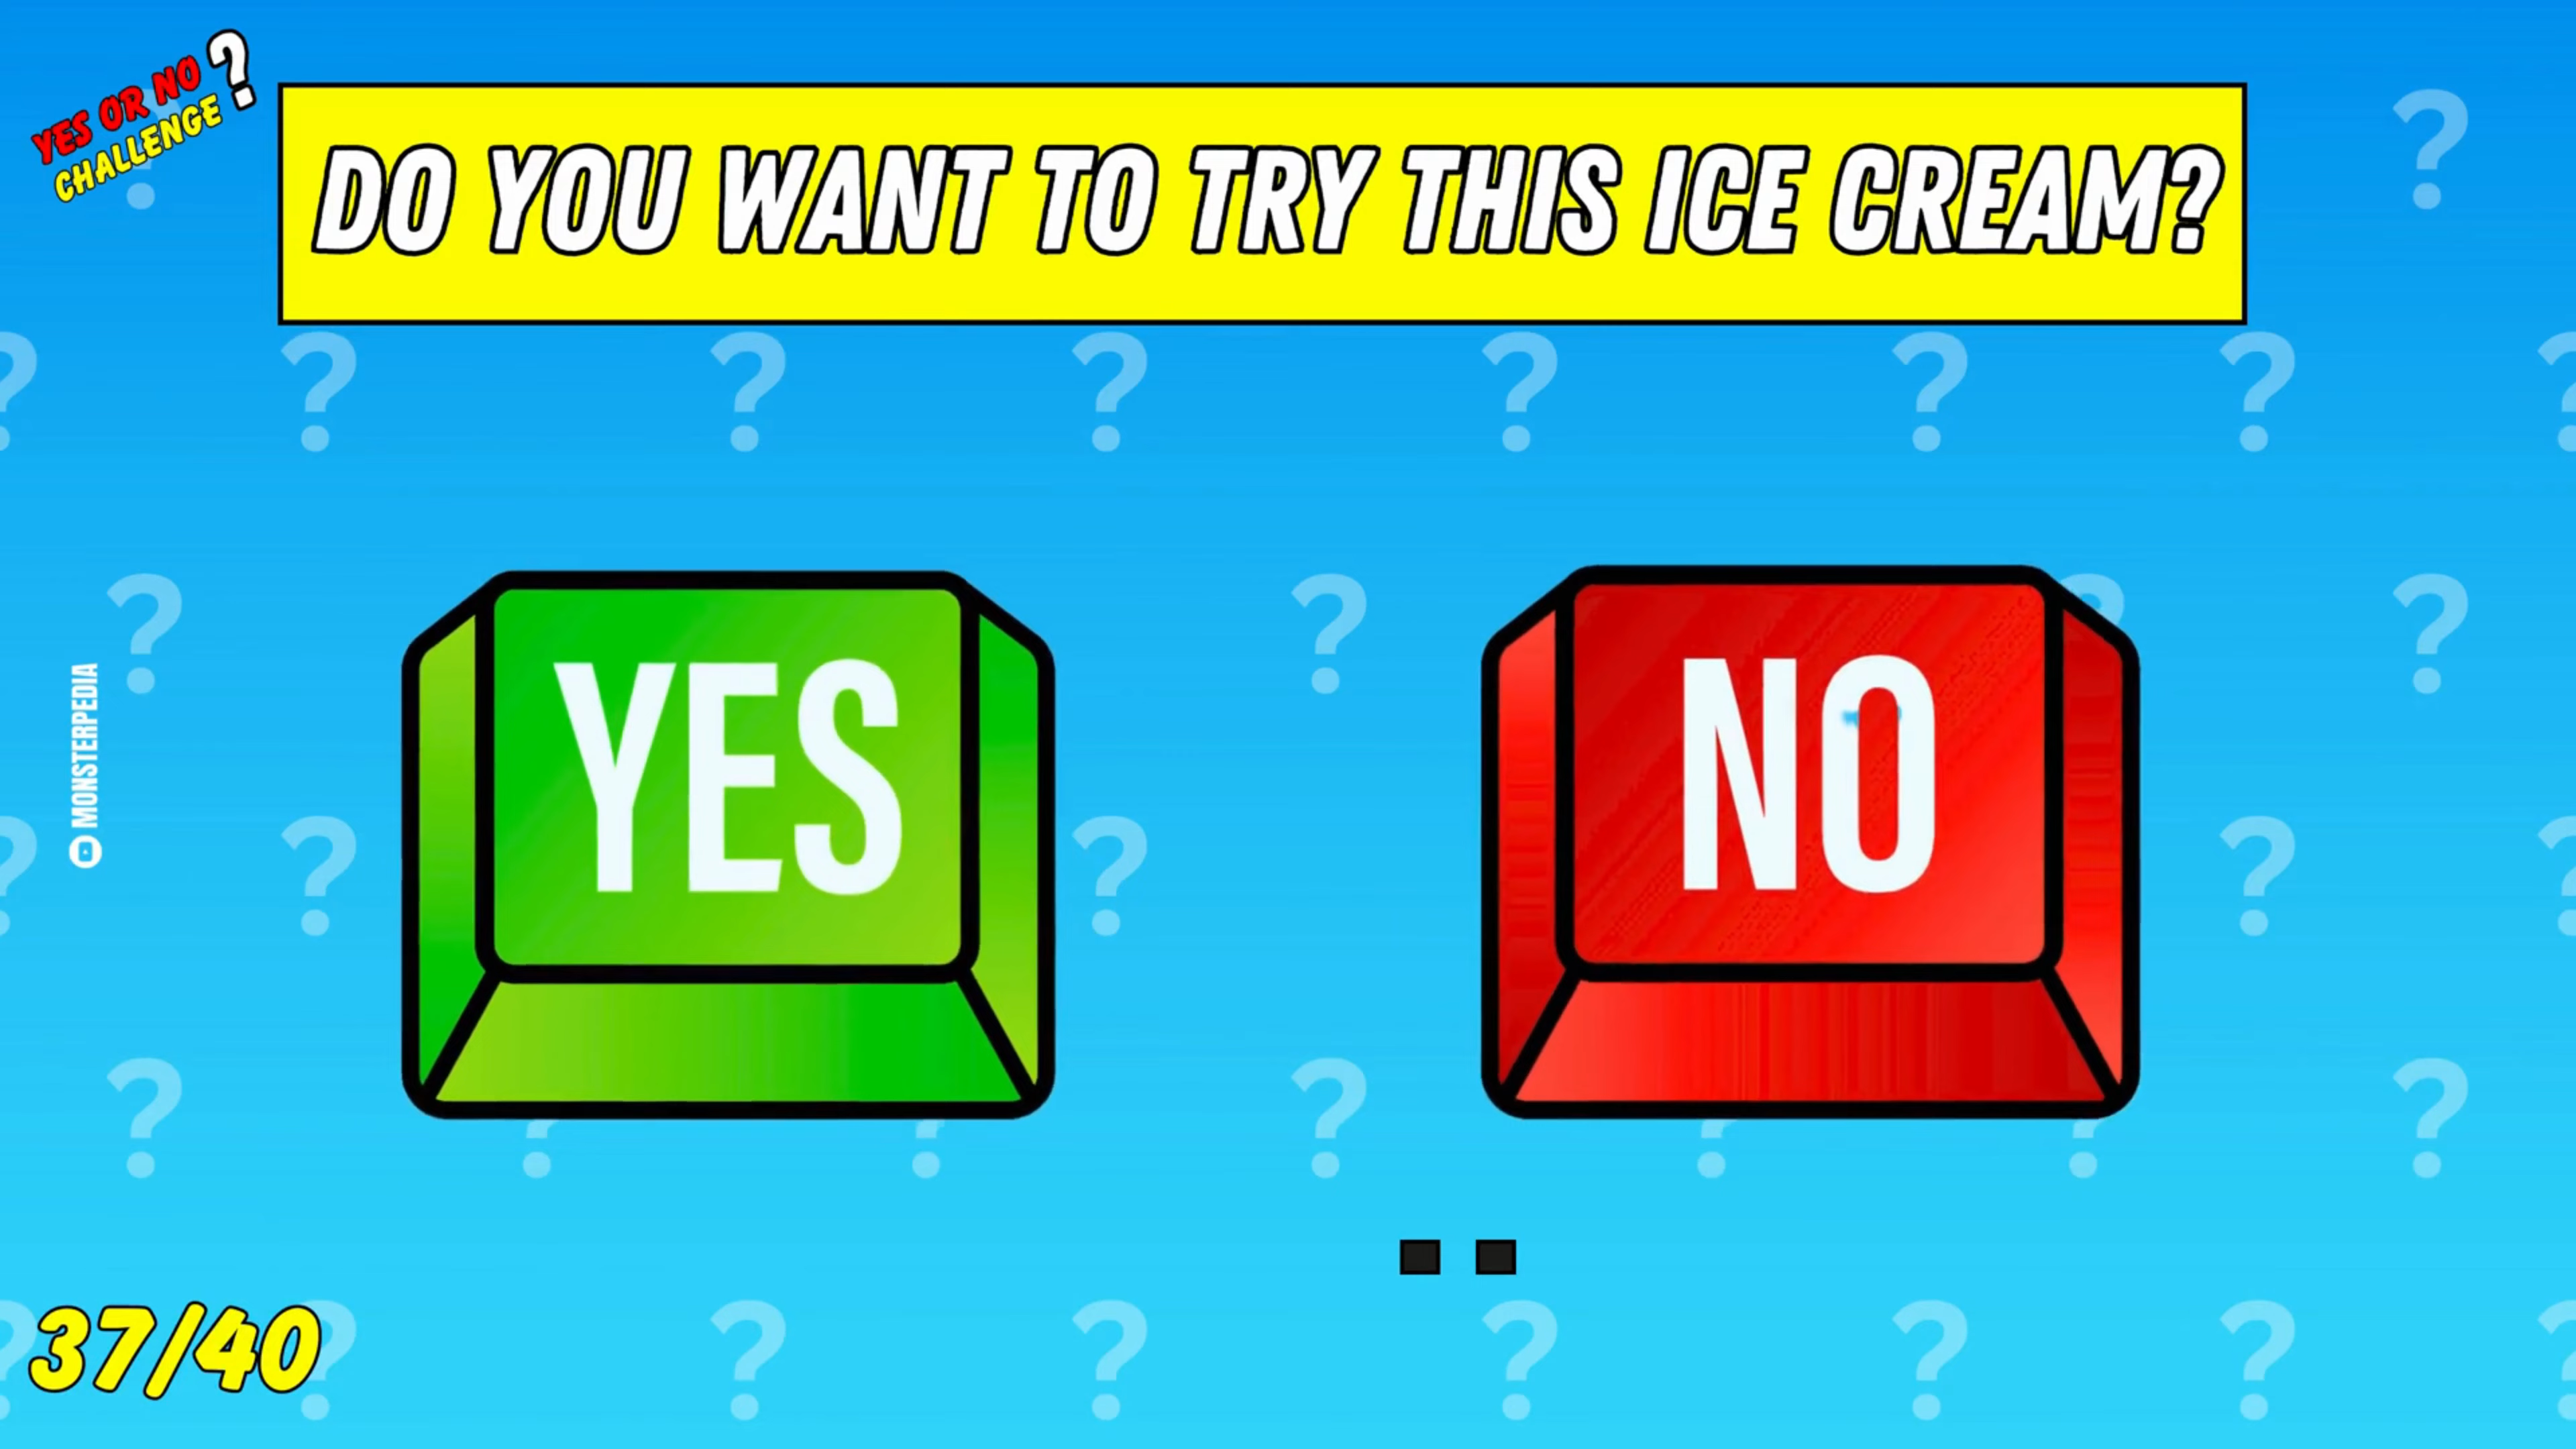 YES OR NO
CHALLENGE ?
DO YOU WANT TO TRY THIS ICE CREAM?
YES
NO
MONSTERPEDIA
37/40